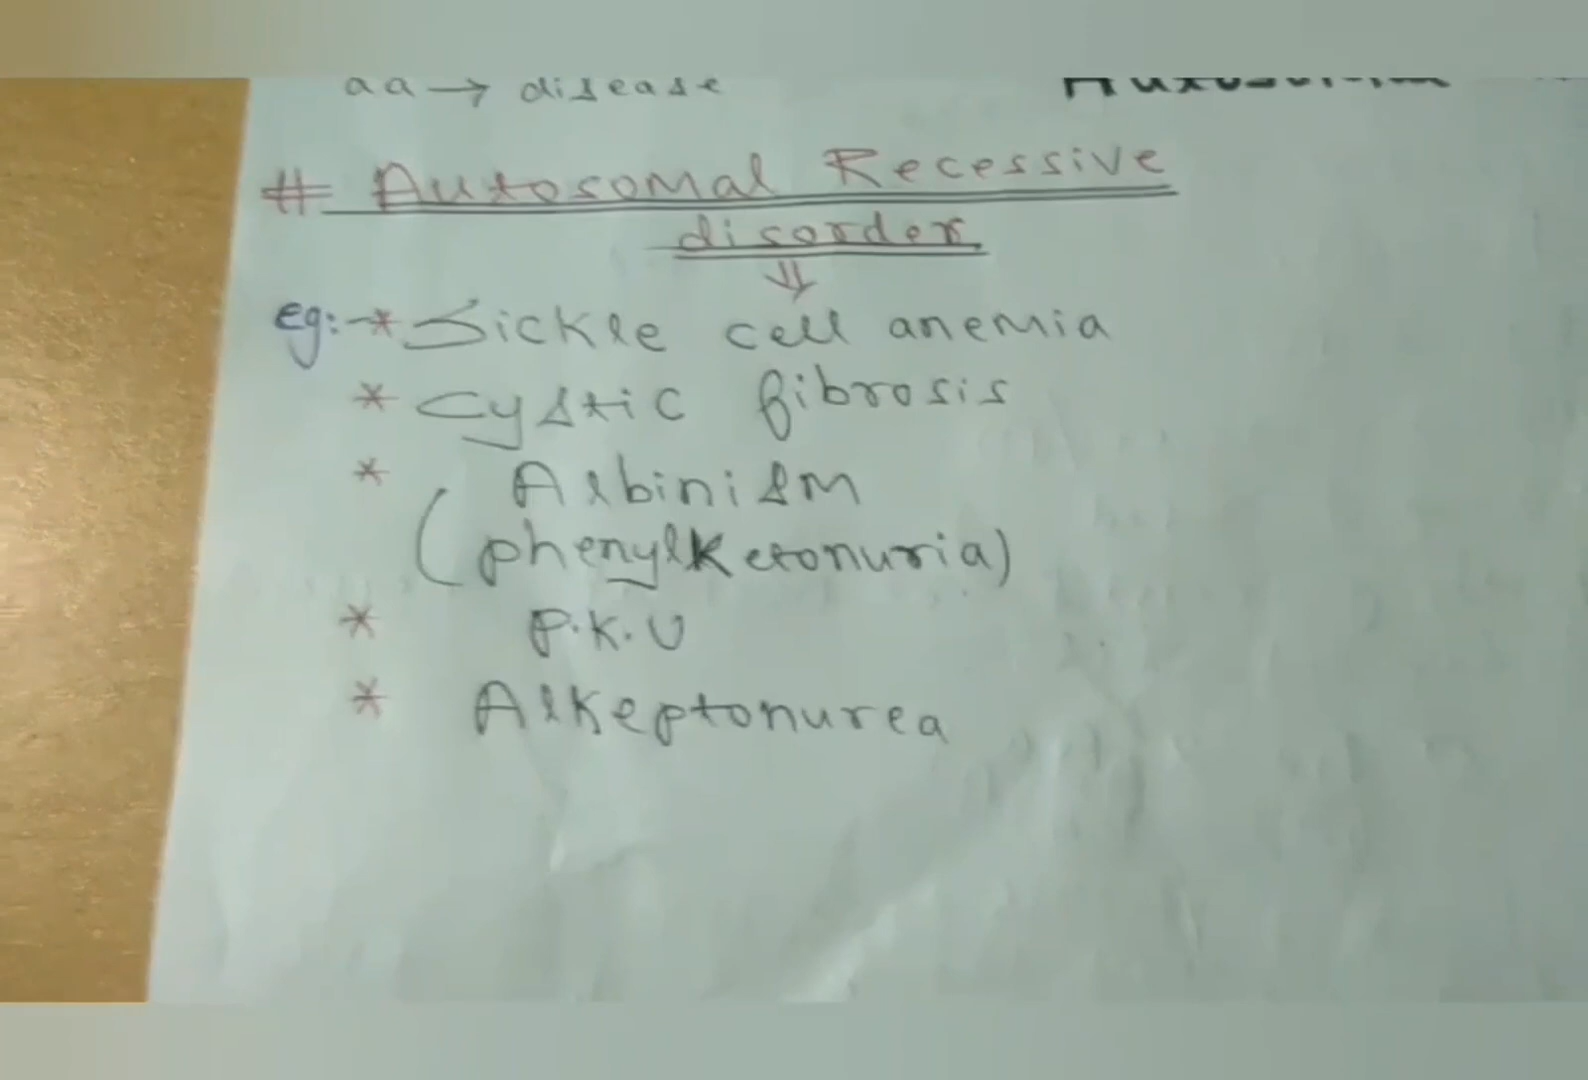 aa → disease
# Autosomal Recessive
disorder
⇓
eg:-* Sickle cell anemia
* Cystic fibrosis
* Albinism
(phenylketonuria)
* P.K.U
* Alkeptonurea